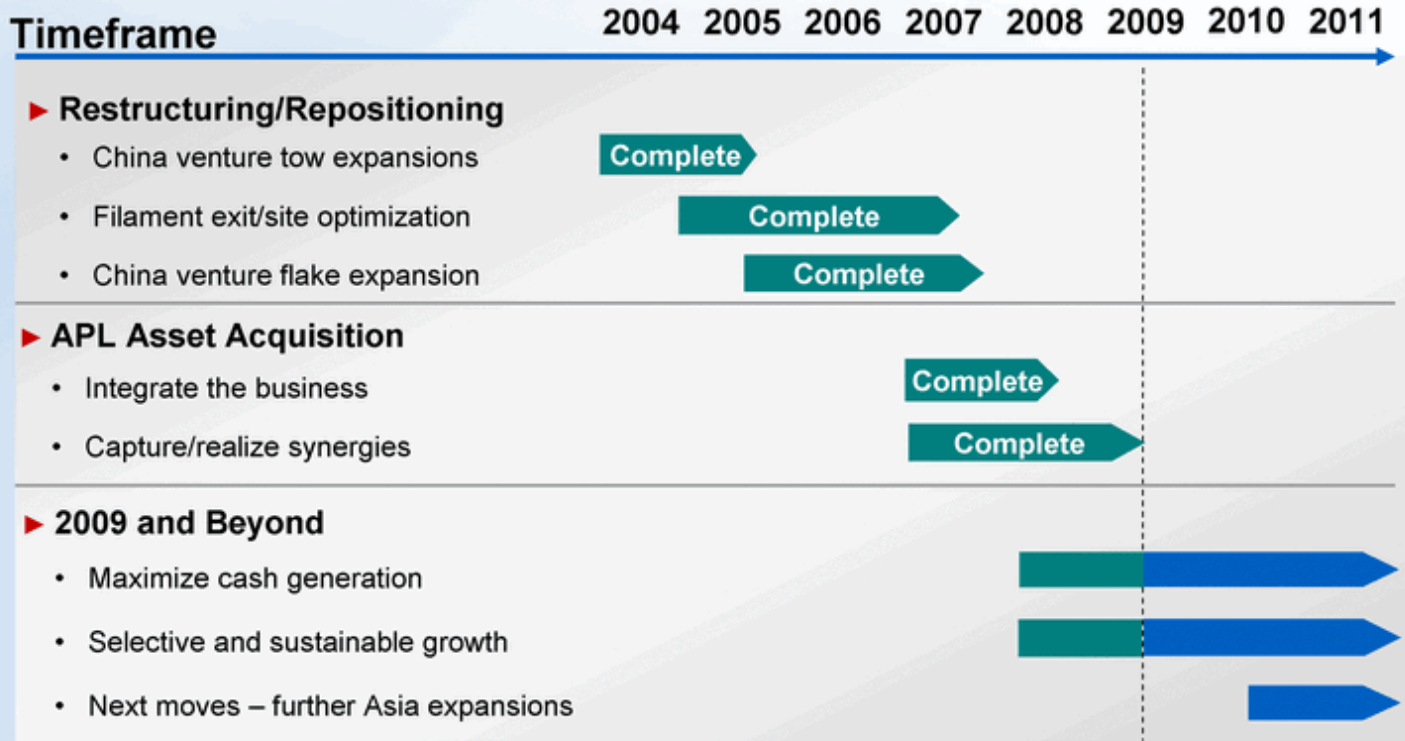 Timeframe 2004 2005 2006 2007 2008 2009 2010 2011
► Restructuring/Repositioning
• China venture tow expansions Complete
• Filament exit/site optimization Complete
• China venture flake expansion Complete
► APL Asset Acquisition
• Integrate the business Complete
• Capture/realize synergies Complete
► 2009 and Beyond
• Maximize cash generation
• Selective and sustainable growth
• Next moves – further Asia expansions